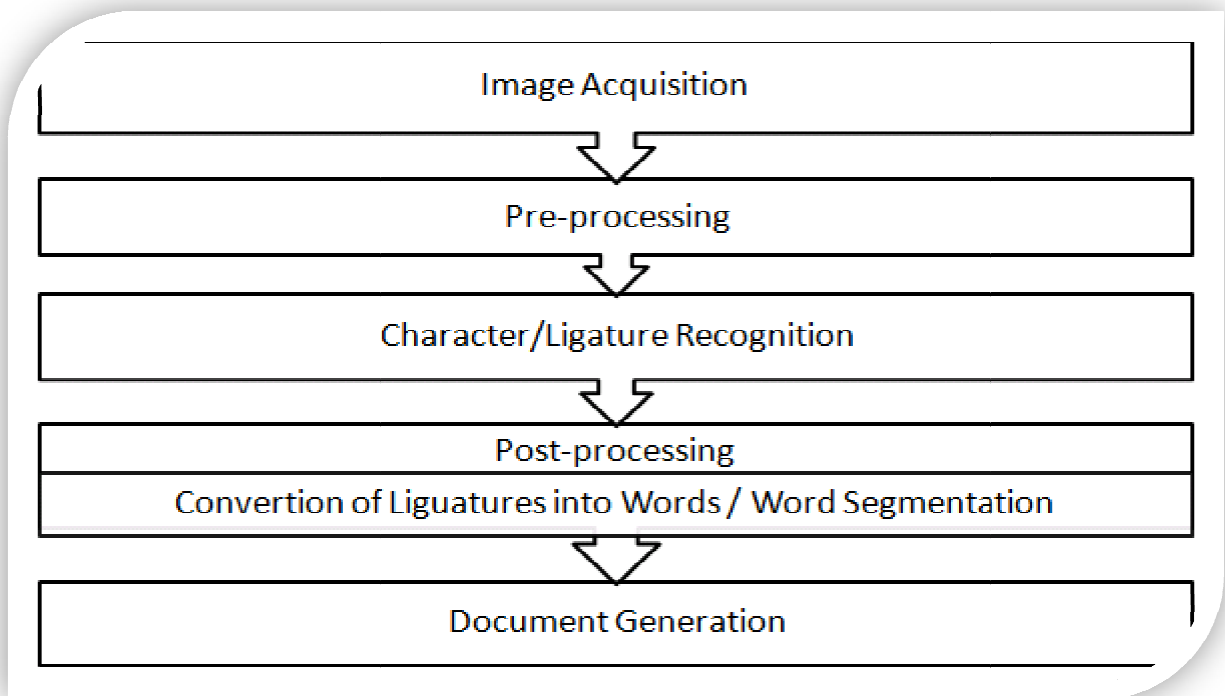 Image Acquisition
Pre-processing
Character/Ligature Recognition
Post-processing
Convertion of Liguatures into Words / Word Segmentation
Document Generation